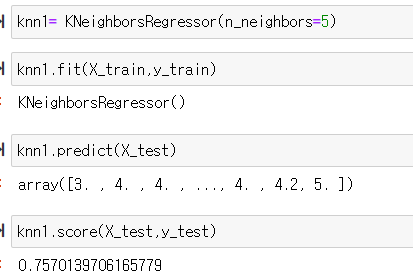 knn1= KNeighborsRegressor(n_neighbors=5)
knn1.fit(X_train,y_train)
KNeighborsRegressor()
knn1.predict(X_test)
array([3. , 4. , 4. , ..., 4. , 4.2, 5. ])
knn1.score(X_test,y_test)
0.7570139706165779